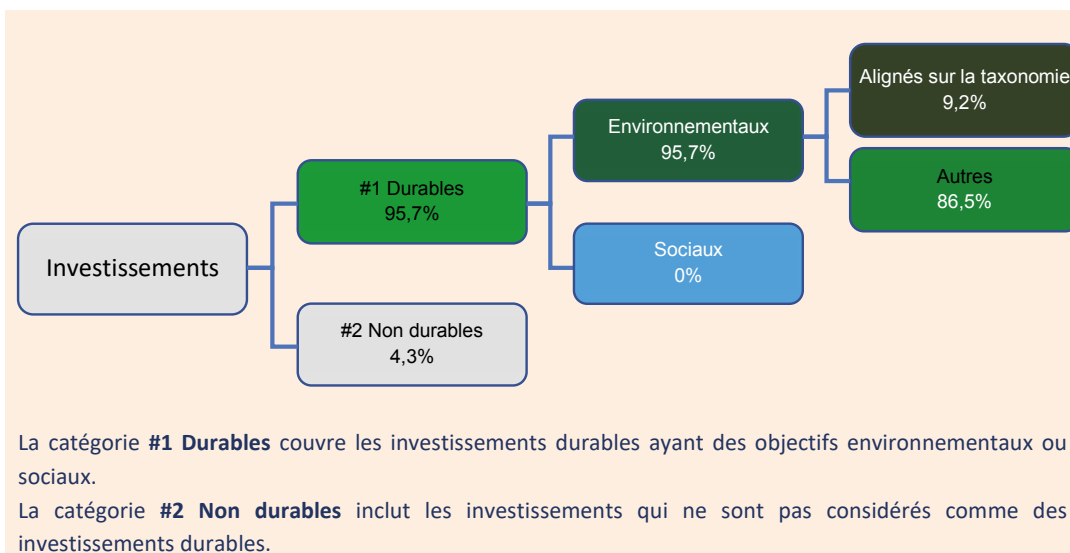 Alignés sur la taxonomie
9,2%
Environnementaux
95,7%
#1 Durables
95,7%
Autres
86,5%
Investissements
Sociaux
0%
#2 Non durables
4,3%
La catégorie #1 Durables couvre les investissements durables ayant des objectifs environnementaux ou
sociaux.
La catégorie #2 Non durables inclut les investissements qui ne sont pas considérés comme des
investissements durables.